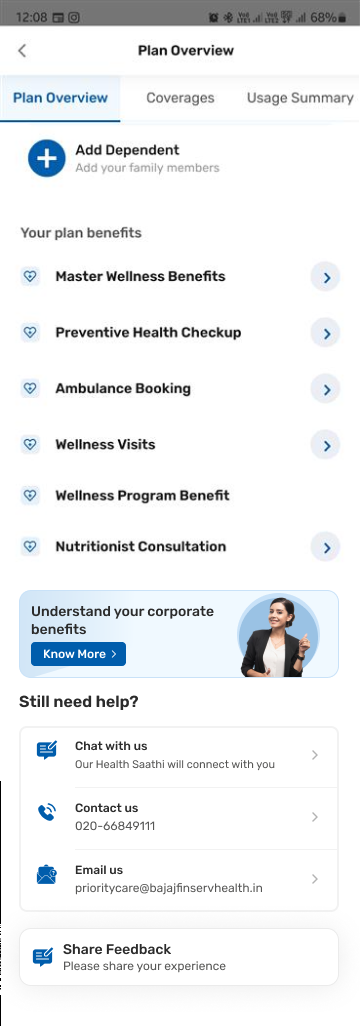 12:08
68%
Plan Overview
Plan Overview
Coverages
Usage Summary
Add Dependent
Add your family members
Your plan benefits
Master Wellness Benefits
Preventive Health Checkup
Ambulance Booking
Wellness Visits
Wellness Program Benefit
Nutritionist Consultation
Understand your corporate
benefits
Know More
Still need help?
Chat with us
Our Health Saathi will connect with you
Contact us
020-66849111
Email us
prioritycare@bajajfinservhealth.in
Share Feedback
Please share your experience